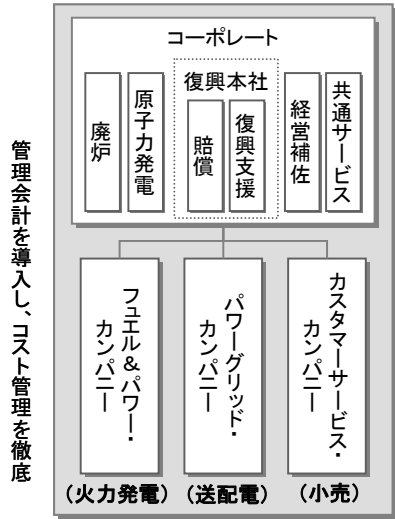 管理会計を導入し、コスト管理を徹底
コーポレート
廃炉
原子力発電
復興本社
賠償
復興支援
経営補佐
共通サービス
フュエル&パワー・
カンパニー
パワーグリッド・
カンパニー
カスタマーサービス・
カンパニー
(火力発電)
(送配電)
(小売)